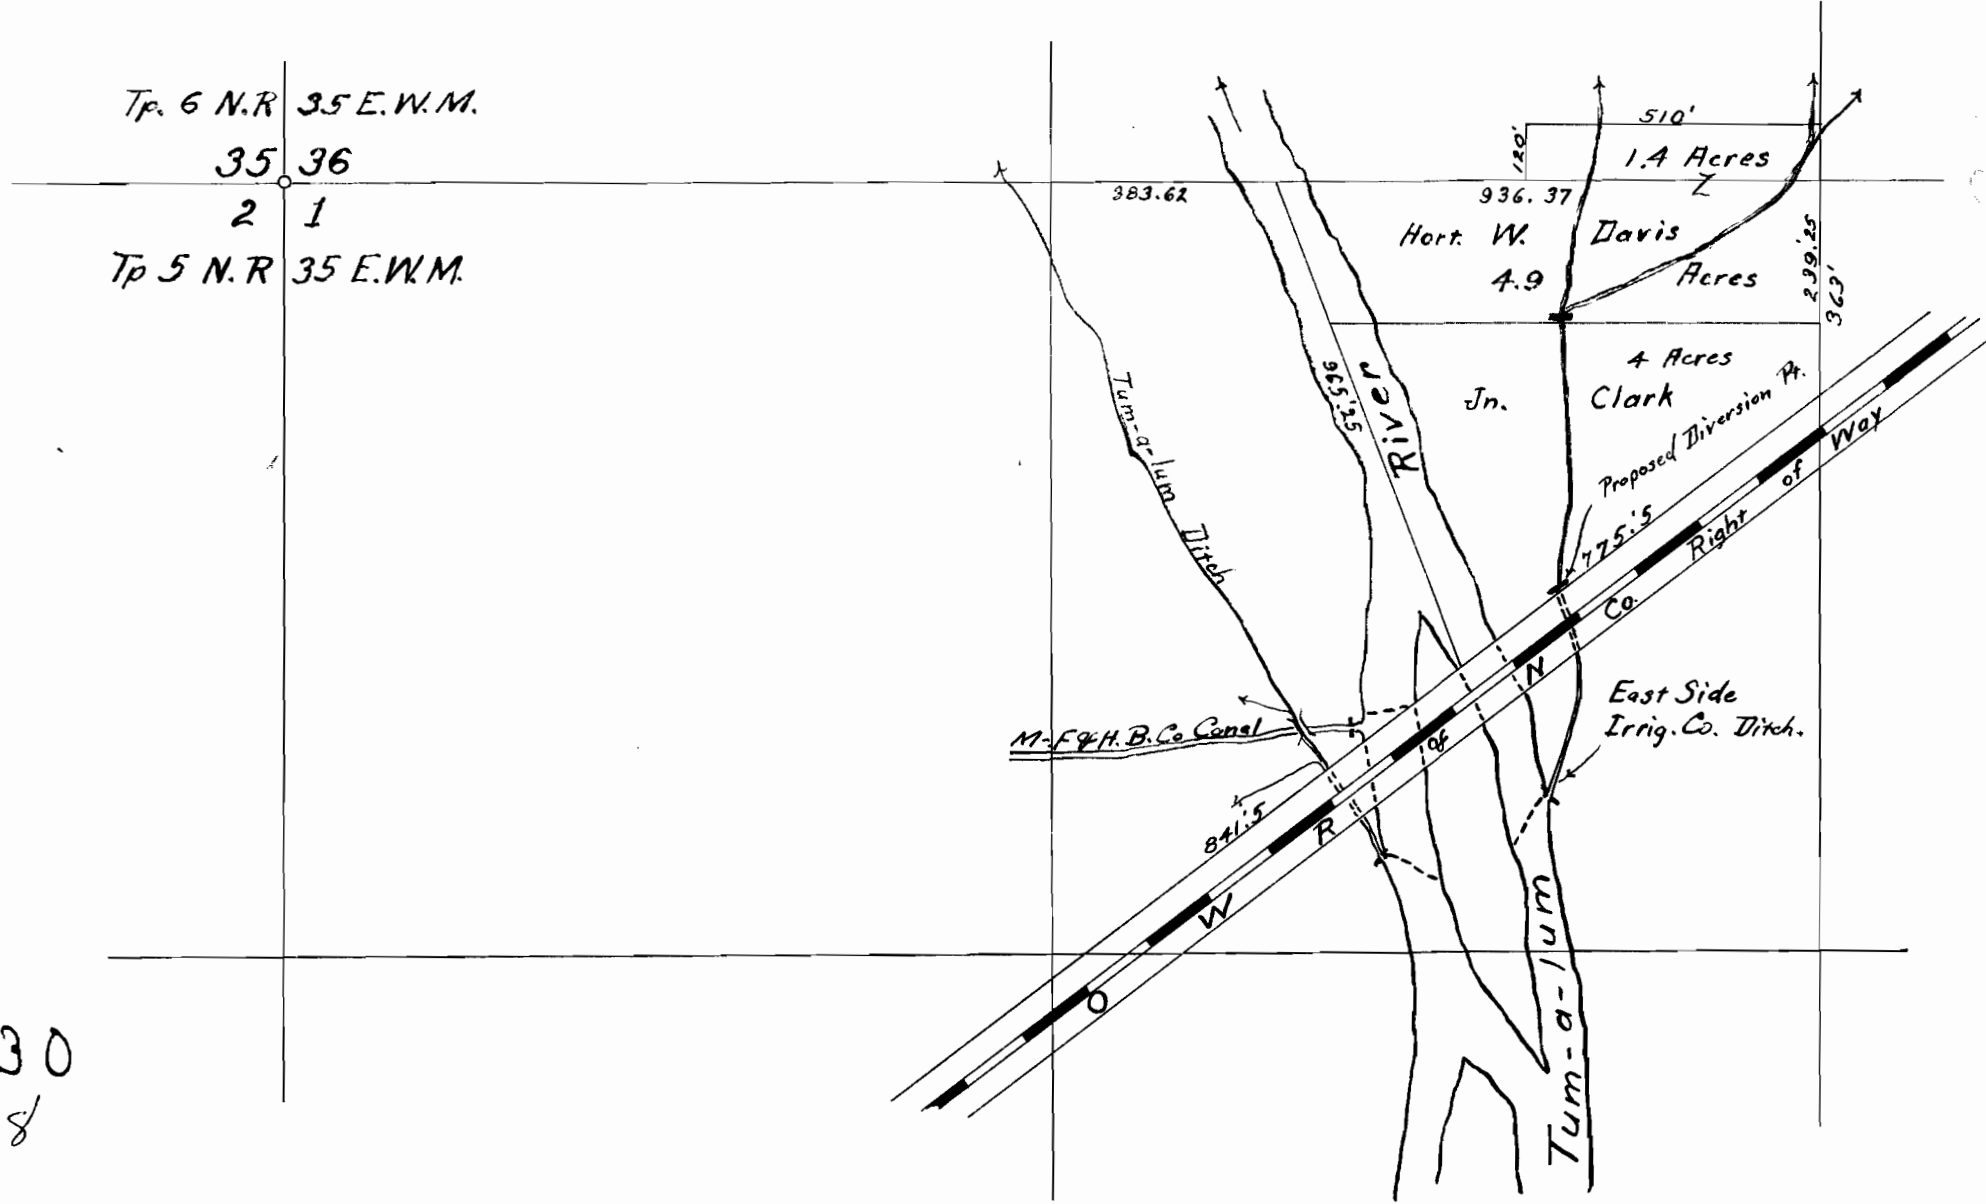 Tp. 6 N.R 35 E.W.M.
35 36
2 1
Tp 5 N.R 35 E.W.M.
510'
120'
1.4 Acres
Z
383.62
936.37
Hort. W. Davis
4.9 Acres
239.'25
363'
4 Acres
Jn. Clark
Proposed Diversion Pt.
775.'5
965.'25
River
Tum-a-lum Ditch
M-F & H.B. Co Canal
841.'5
O W R & N Co. Right of Way
East Side
Irrig. Co. Ditch.
Tum-a-lum
30
8